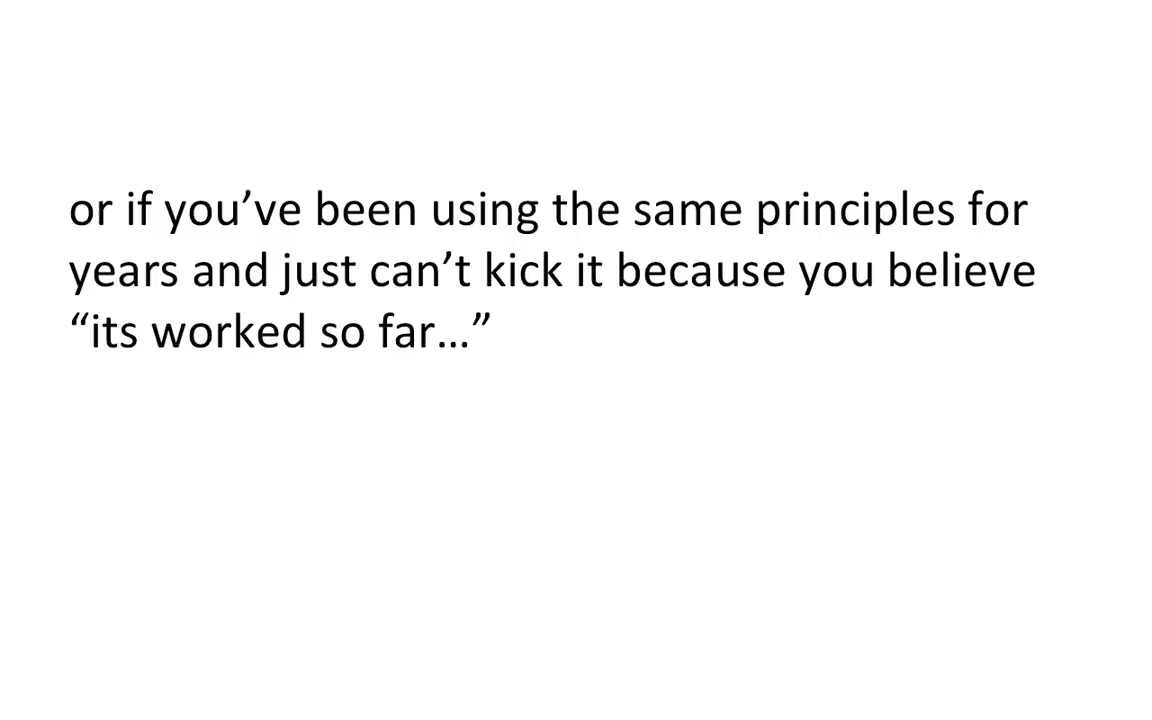 or if you’ve been using the same principles for
years and just can’t kick it because you believe
“its worked so far…”